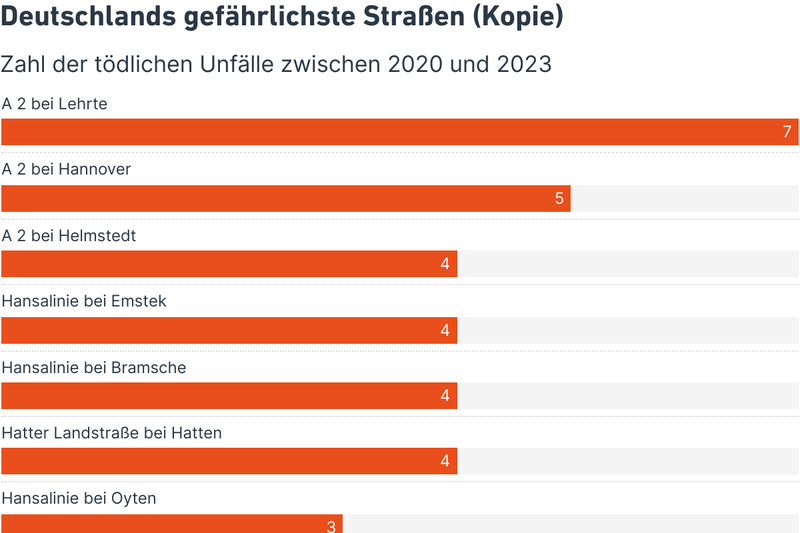 Deutschlands gefährlichste Straßen (Kopie)
Zahl der tödlichen Unfälle zwischen 2020 und 2023
A 2 bei Lehrte
7
A 2 bei Hannover
5
A 2 bei Helmstedt
4
Hansalinie bei Emstek
4
Hansalinie bei Bramsche
4
Hatter Landstraße bei Hatten
4
Hansalinie bei Oyten
3